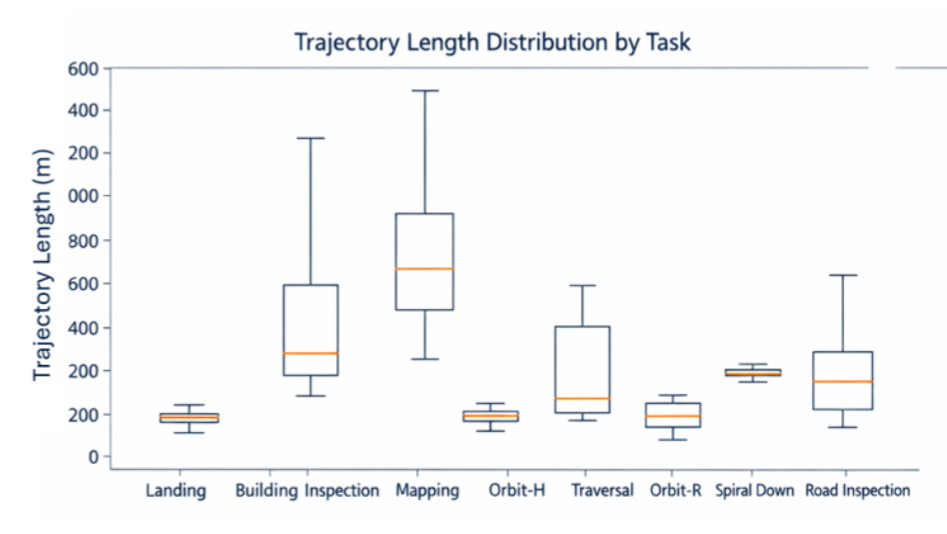 Trajectory Length Distribution by Task
Trajectory Length (m)
600
400
200
000
800
600
400
200
200
0
Landing
Building Inspection
Mapping
Orbit-H
Traversal
Orbit-R
Spiral Down
Road Inspection